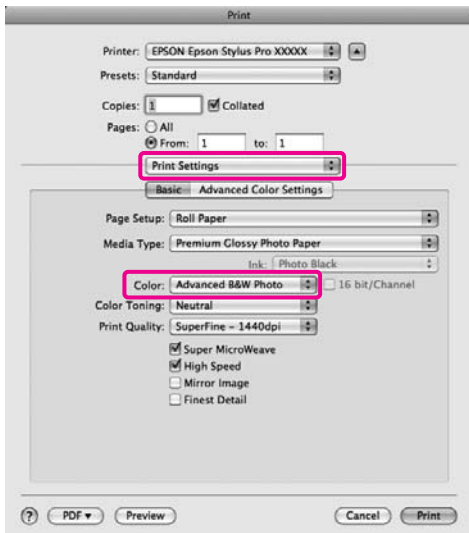 Print
Printer: EPSON Epson Stylus Pro XXXXX
Presets: Standard
Copies: 1 Collated
Pages: All
From: 1 to: 1
Print Settings
Basic Advanced Color Settings
Page Setup: Roll Paper
Media Type: Premium Glossy Photo Paper
Ink: Photo Black
Color: Advanced B&W Photo 16 bit/Channel
Color Toning: Neutral
Print Quality: SuperFine - 1440dpi
Super MicroWeave
High Speed
Mirror Image
Finest Detail
? PDF Preview Cancel Print